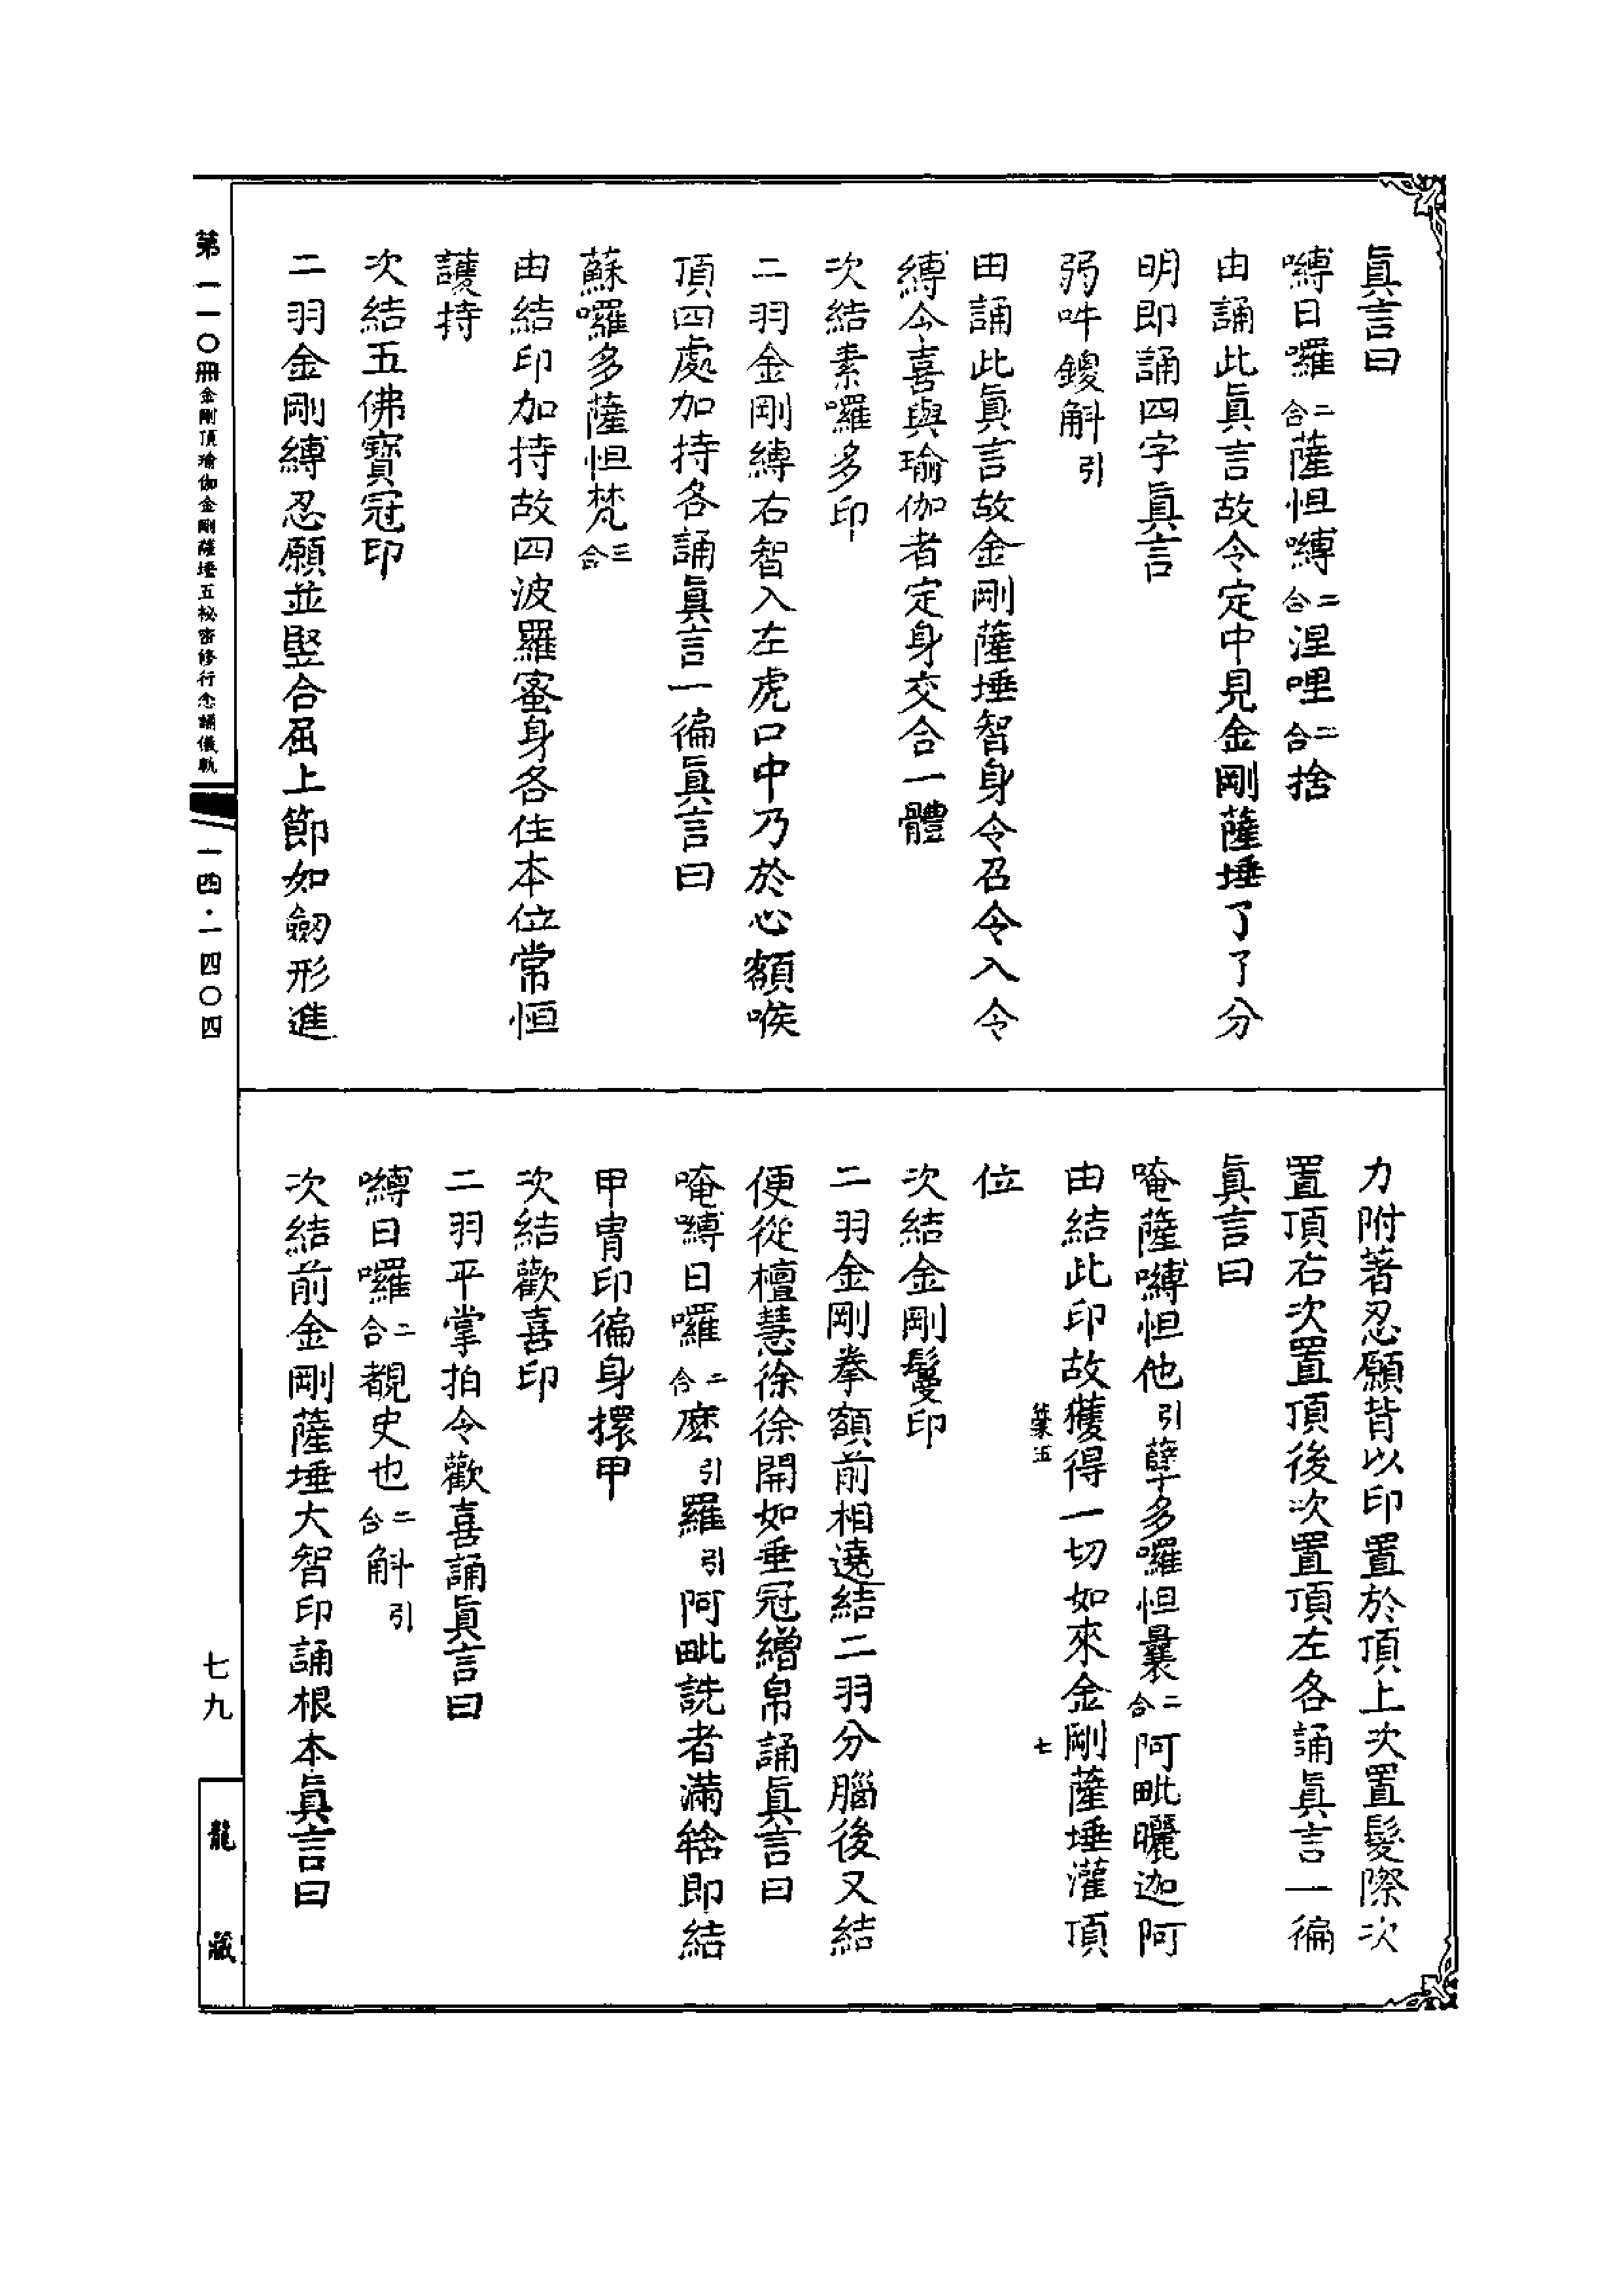 眞言曰
嚩日囉二合薩怛嚩二合涅哩二合捨
由誦此眞言故令定中見金剛薩埵了了分
明即誦四字眞言
弱吽鑁斛引
由誦此眞言故金剛薩埵智身令召令入令
縛令喜與瑜伽者定身交合一體
次結素囉多印
二羽金剛縛右智入左虎口中乃於心額喉
頂四處加持各誦眞言一徧眞言曰
蘇囉多薩怛梵三合
由結印加持故四波羅蜜身各住本位常恒
護持
次結五佛寶冠印
二羽金剛縛忍願並竪合屈上節如劒形進
力附著忍願背以印置於頂上次置髮際次
置頂右次置頂後次置頂左各誦眞言一徧
眞言曰
唵薩嚩怛他引孽多囉怛曩二合阿毗曬迦阿
由結此印故獲得一切如來金剛薩埵灌頂
位
次結金剛鬘印
二羽金剛拳額前相遶結二羽分腦後又結
便從檀慧徐徐開如垂冠繒帛誦眞言曰
唵嚩日囉二合麽引羅引阿毗詵者滿𤚥即結
甲冑印徧身擐甲
次結歡喜印
二羽平掌拍令歡喜誦眞言曰
嚩日囉二合覩史也二合斛引
次結前金剛薩埵大智印誦根本眞言曰
第一一〇冊 金剛頂瑜伽金剛薩埵五祕密修行念誦儀軌 一四·一四〇四
七九
龍藏
七